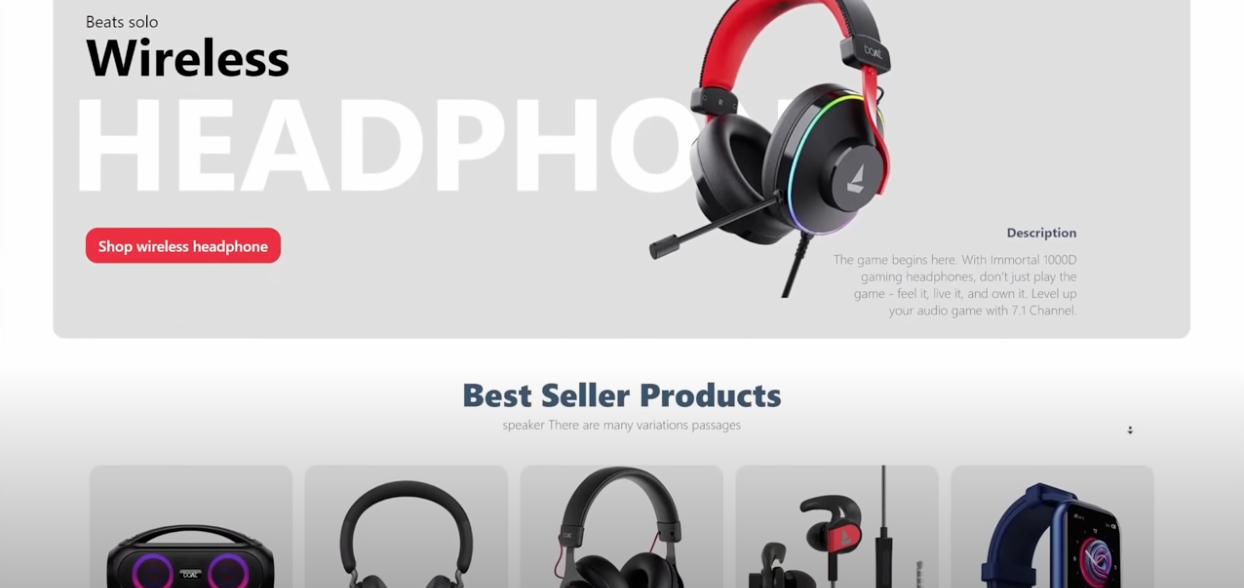 Beats solo
Wireless
HEADPHO
Shop wireless headphone
Description
The game begins here. With Immortal 1000D
gaming headphones, don't just play the
game - feel it, live it, and own it. Level up
your audio game with 7.1 Channel.
Best Seller Products
speaker There are many variations passages
boAt